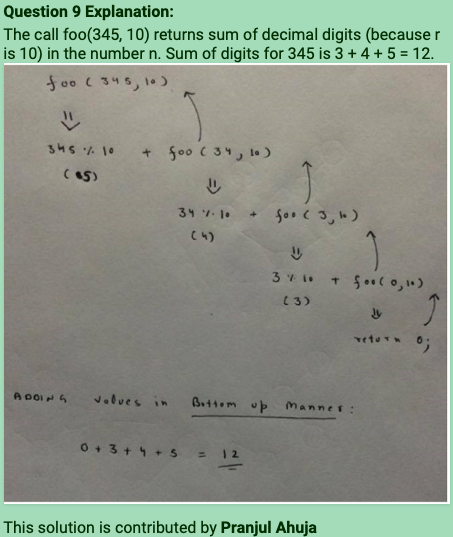 Question 9 Explanation:
The call foo(345, 10) returns sum of decimal digits (because r
is 10) in the number n. Sum of digits for 345 is 3 + 4 + 5 = 12.
foo ( 345, 10 )
345 % 10 + foo ( 34, 10 )
(5)
34 % 10 + foo ( 3, 10 )
(4)
3 % 10 + foo( 0, 10 )
(3)
return 0;
ADDING values in Bottom up manner:
0 + 3 + 4 + 5 = 12
This solution is contributed by Pranjul Ahuja